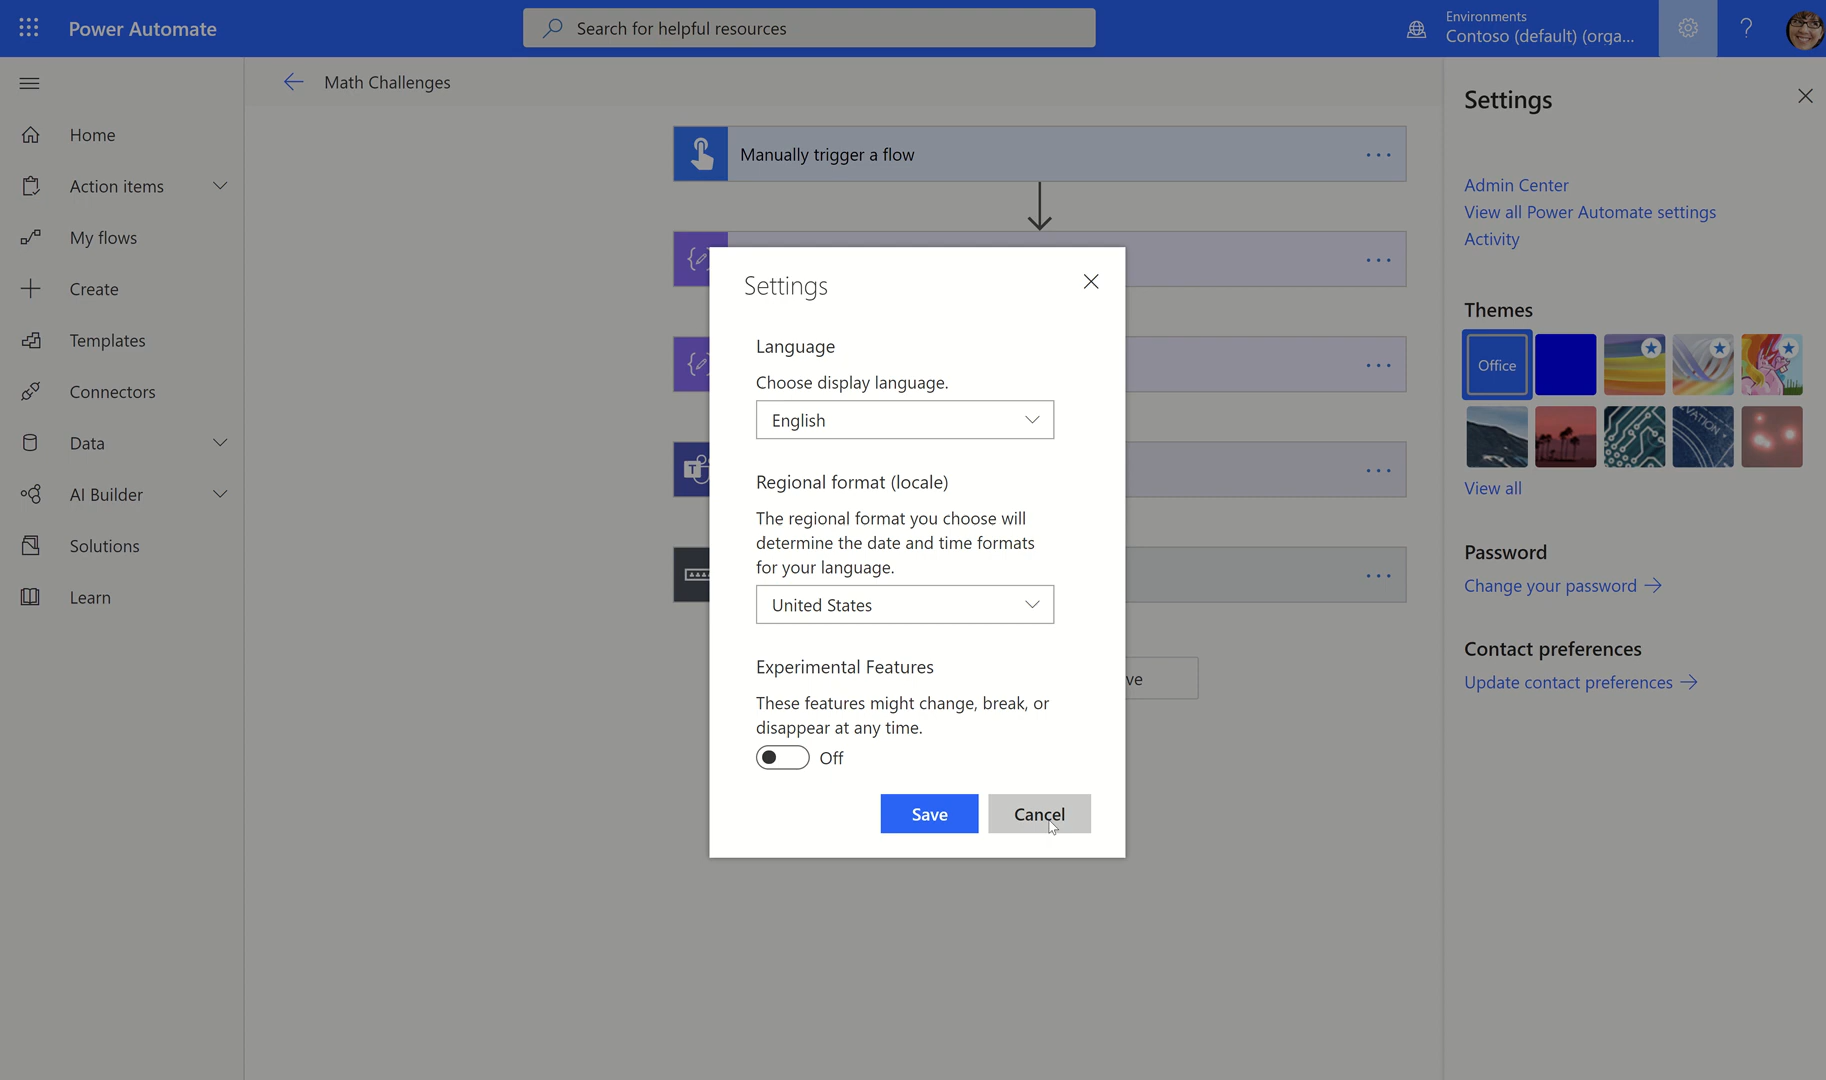 Power Automate
Search for helpful resources
Environments
Contoso (default) (orga...
?
Math Challenges
Home
Action items
My flows
Create
Templates
Connectors
Data
AI Builder
Solutions
Learn
Manually trigger a flow
Settings
Language
Choose display language.
English
Regional format (locale)
The regional format you choose will
determine the date and time formats
for your language.
United States
Experimental Features
These features might change, break, or
disappear at any time.
Off
Save
Cancel
ve
Settings
Admin Center
View all Power Automate settings
Activity
Themes
Office
View all
Password
Change your password
Contact preferences
Update contact preferences